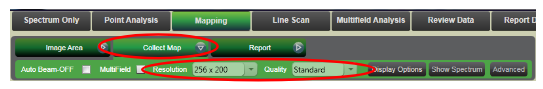 Spectrum Only Point Analysis Mapping Line Scan Multifield Analysis Review Data Report D
Image Area Collect Map Report
Auto Beam-OFF MultiField Resolution 256 x 200 Quality Standard Display Options Show Spectrum Advanced